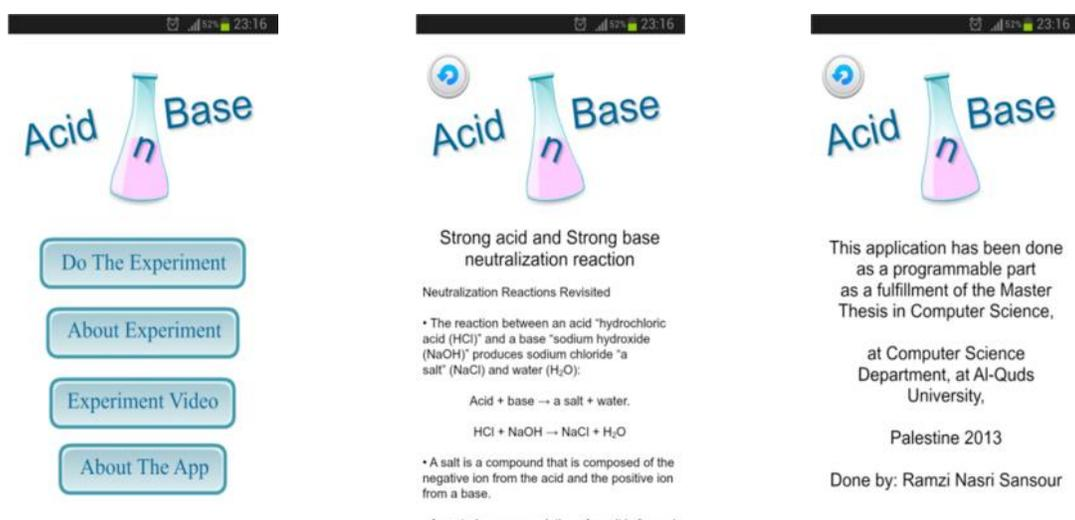 52% 23:16
Acid n Base
Do The Experiment
About Experiment
Experiment Video
About The App
52% 23:16
Acid n Base
Strong acid and Strong base
neutralization reaction
Neutralization Reactions Revisited
• The reaction between an acid “hydrochloric
acid (HCl)” and a base “sodium hydroxide
(NaOH)” produces sodium chloride “a
salt” (NaCl) and water (H₂O):
Acid + base → a salt + water.
HCl + NaOH → NaCl + H₂O
• A salt is a compound that is composed of the
negative ion from the acid and the positive ion
from a base.
52% 23:16
Acid n Base
This application has been done
as a programmable part
as a fulfillment of the Master
Thesis in Computer Science,
at Computer Science
Department, at Al-Quds
University,
Palestine 2013
Done by: Ramzi Nasri Sansour